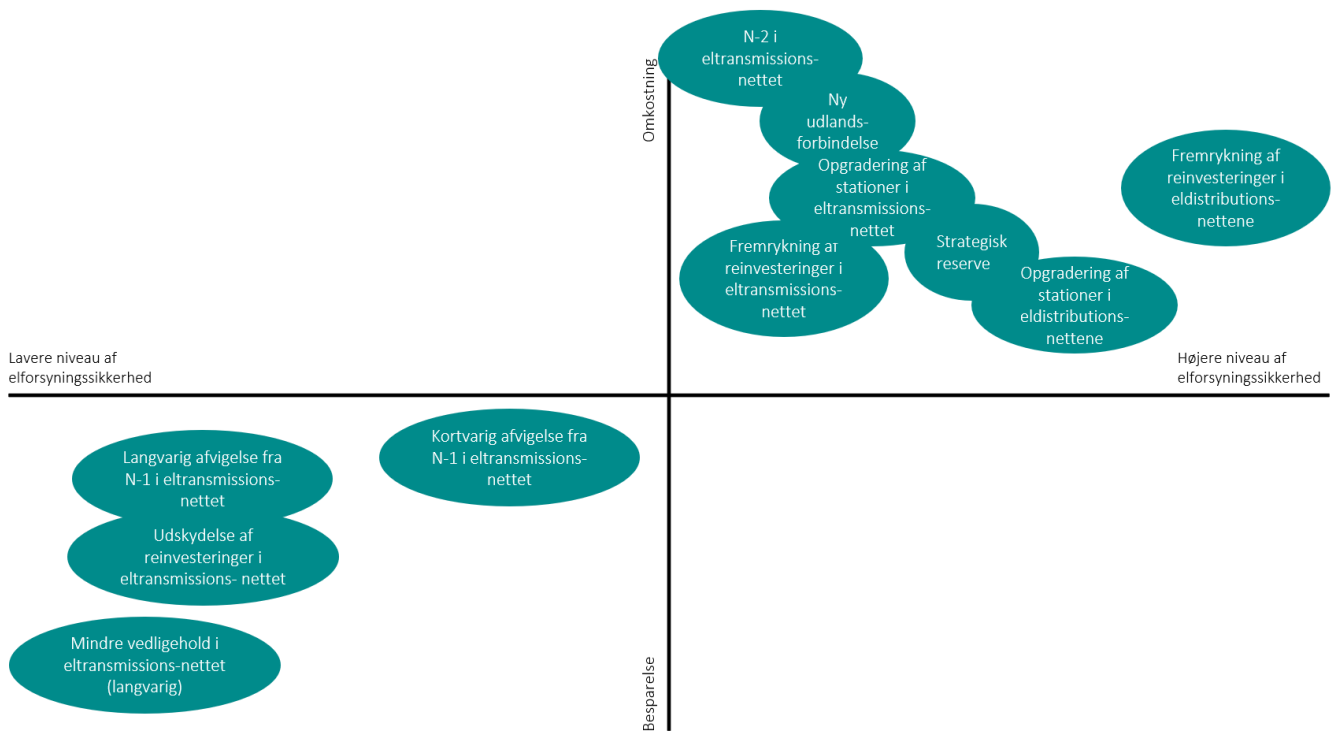 N-2 i
eltransmissions-
nettet
Omkostning
Ny
udlands-
forbindelse
Opgradering af
stationer i
eltransmissions-
nettet
Fremrykning af
reinvesteringer i
eldistributions-
nettene
Fremrykning af
reinvesteringer i
eltransmissions-
nettet
Strategisk
reserve
Opgradering af
stationer i
eldistributions-
nettene
Lavere niveau af
elforsyningssikkerhed
Højere niveau af
elforsyningssikkerhed
Kortvarig afvigelse fra
N-1 i eltransmissions-
nettet
Langvarig afvigelse fra
N-1 i eltransmissions-
nettet
Udskydelse af
reinvesteringer i
eltransmissions- nettet
Mindre vedligehold i
eltransmissions-nettet
(langvarig)
Besparelse